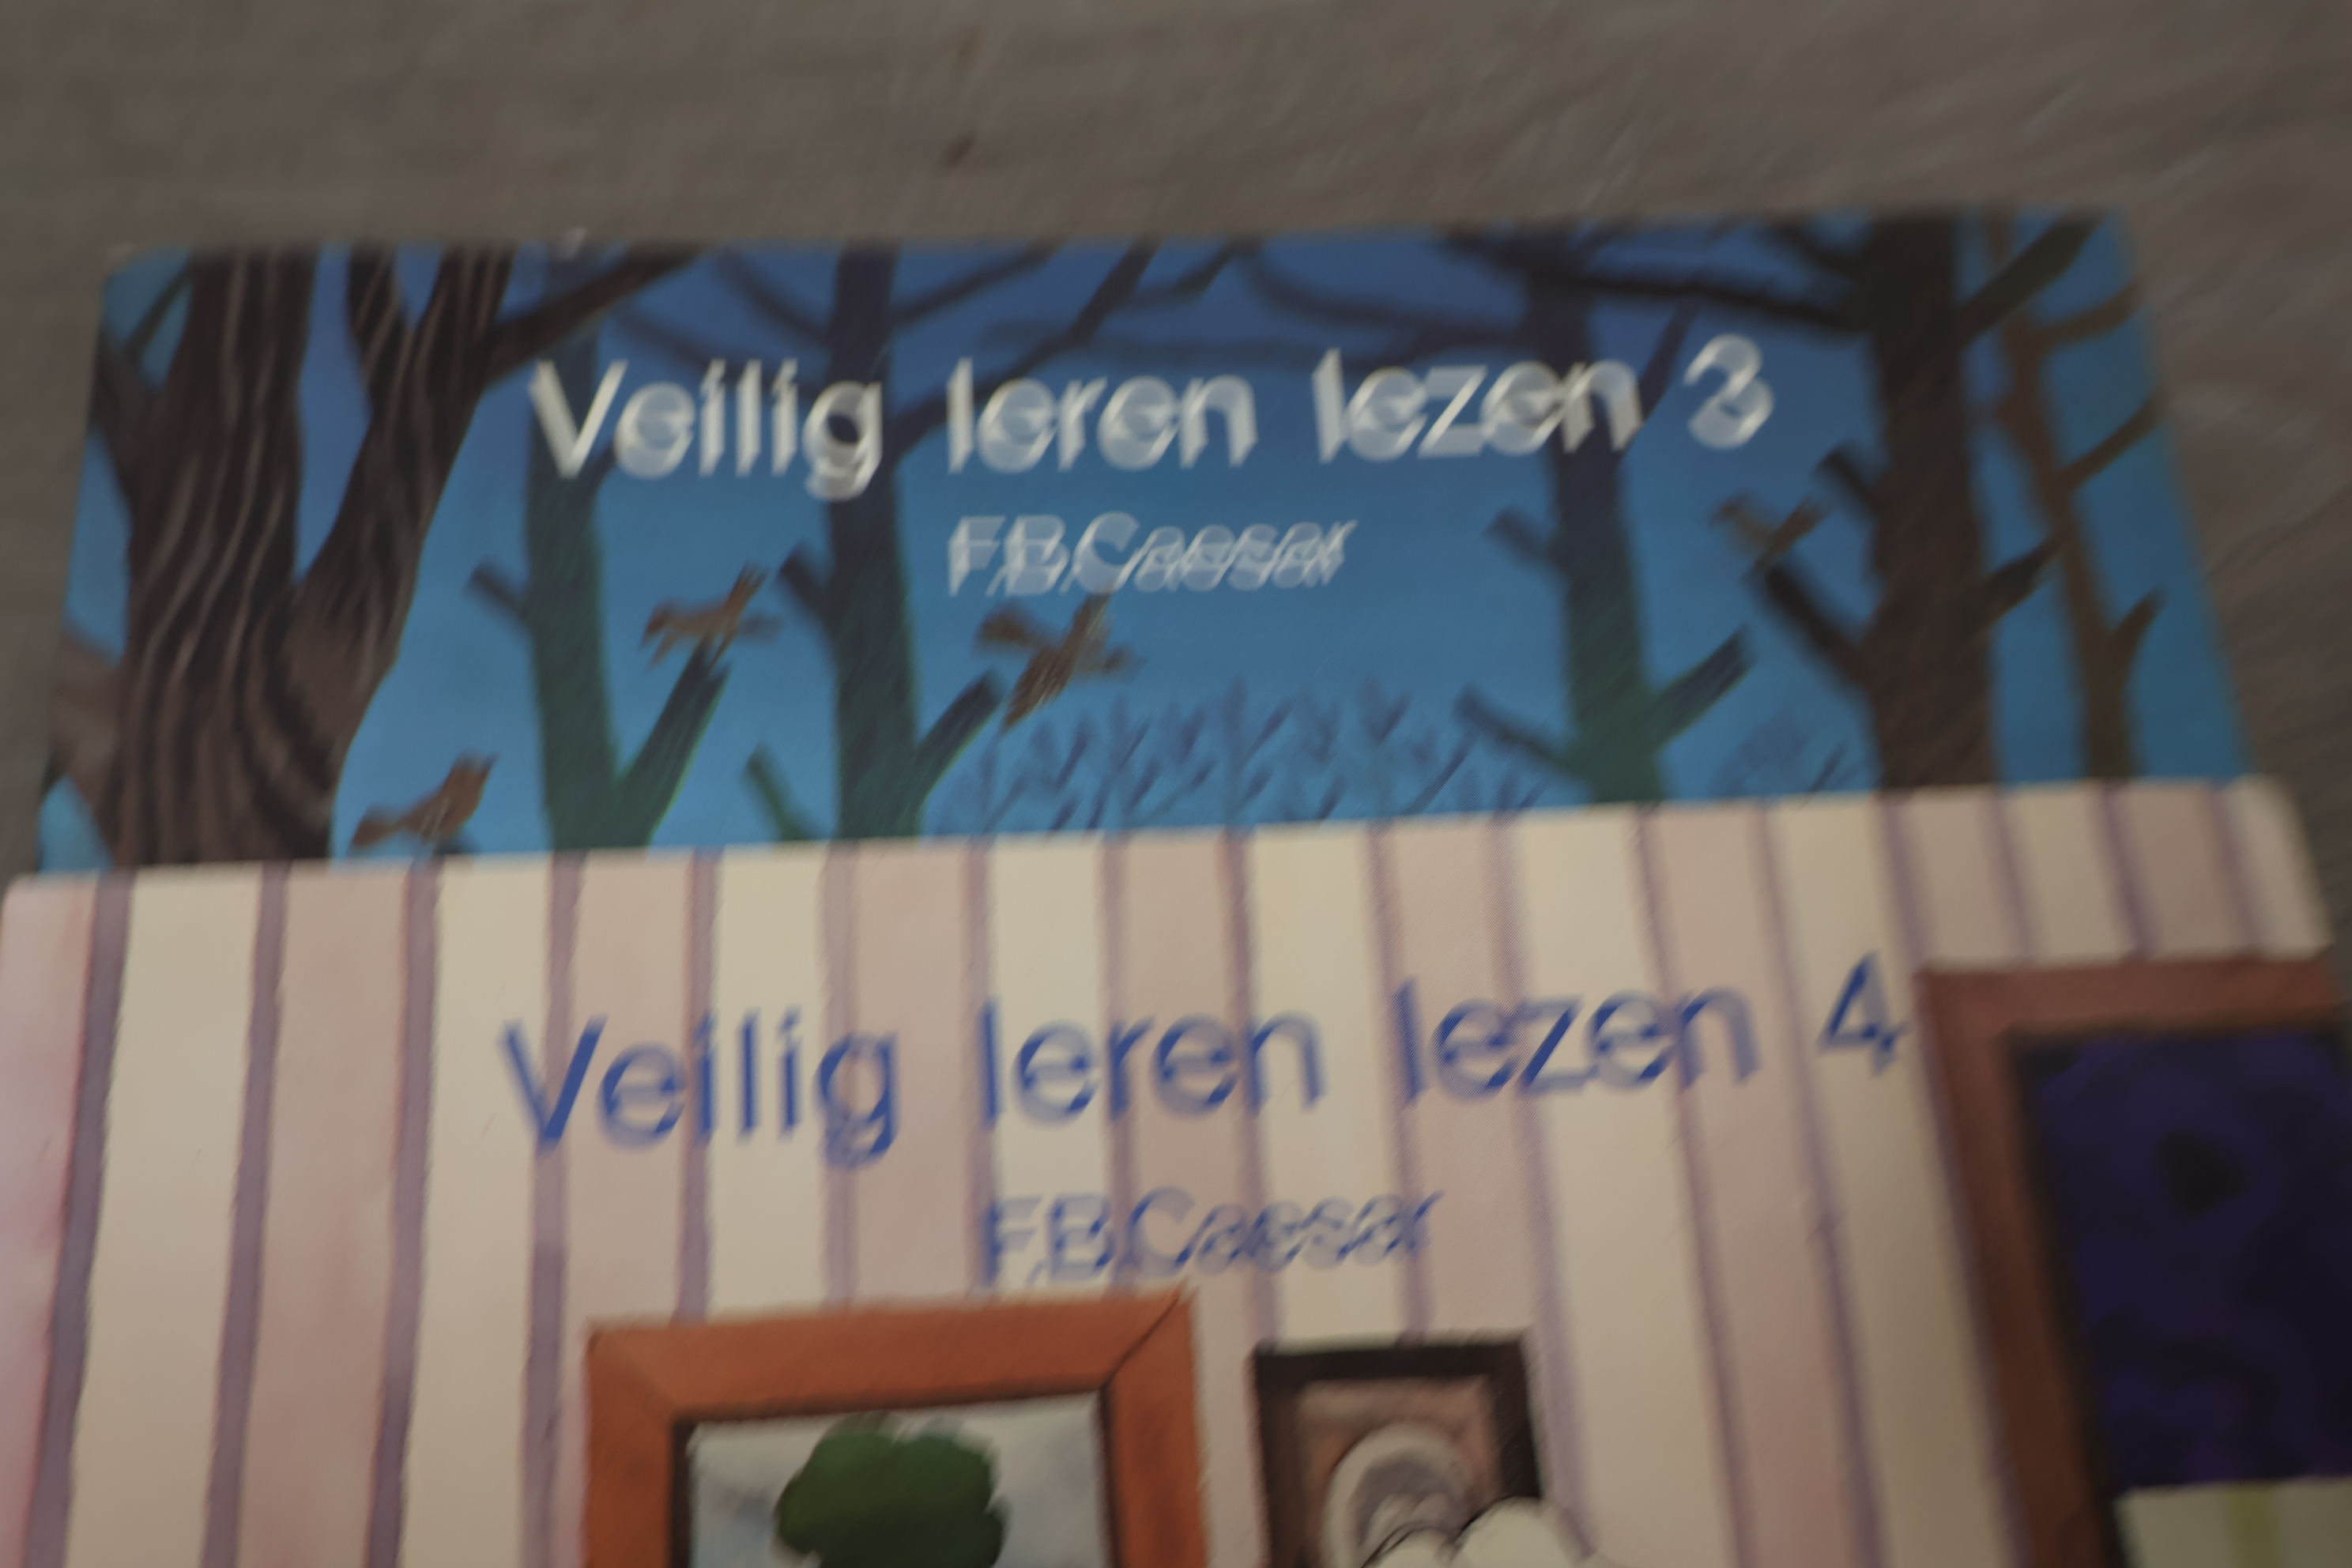 Veilig leren lezen 3
F.B.Caesar
Veilig leren lezen 4
F.B.Caesar